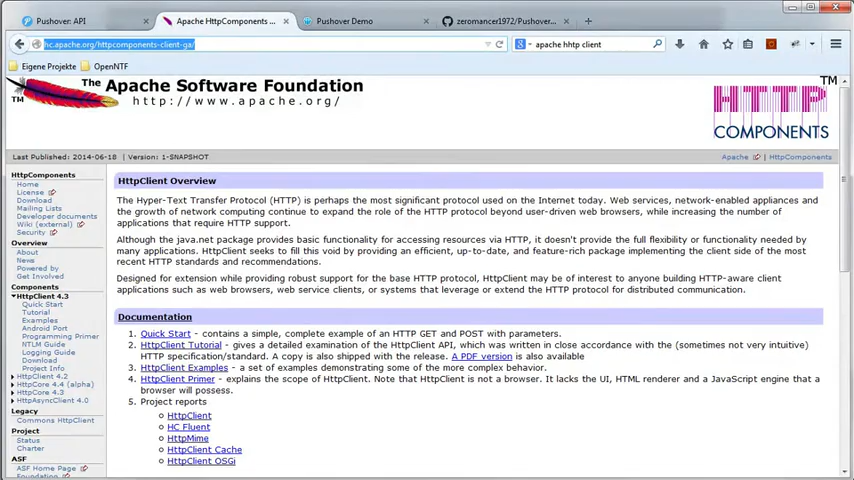 Pushover: API
Apache HttpComponents ...
Pushover Demo
zeromancer1972/Pushover...
hc.apache.org/httpcomponents-client-ga/
apache hhtp client
Eigene Projekte
OpenNTF
The Apache Software Foundation
http://www.apache.org/
TM
TM
HTTP
COMPONENTS
Last Published: 2014-06-18 | Version: 1-SNAPSHOT
Apache | HttpComponents
HttpComponents
Home
License
Download
Mailing Lists
Developer documents
Wiki (external)
Security
Overview
About
News
Powered by
Get Involved
Components
HttpClient 4.3
Quick Start
Tutorial
Examples
Android Port
Programming Primer
NTLM Guide
Logging Guide
Download
Project Info
HttpClient 4.2
HttpCore 4.4 (alpha)
HttpCore 4.3
HttpAsyncClient 4.0
Legacy
Commons HttpClient
Project
Status
Charter
ASF
ASF Home Page
Foundation
HttpClient Overview
The Hyper-Text Transfer Protocol (HTTP) is perhaps the most significant protocol used on the Internet today. Web services, network-enabled appliances and
the growth of network computing continue to expand the role of the HTTP protocol beyond user-driven web browsers, while increasing the number of
applications that require HTTP support.
Although the java.net package provides basic functionality for accessing resources via HTTP, it doesn't provide the full flexibility or functionality needed by
many applications. HttpClient seeks to fill this void by providing an efficient, up-to-date, and feature-rich package implementing the client side of the most
recent HTTP standards and recommendations.
Designed for extension while providing robust support for the base HTTP protocol, HttpClient may be of interest to anyone building HTTP-aware client
applications such as web browsers, web service clients, or systems that leverage or extend the HTTP protocol for distributed communication.
Documentation
1. Quick Start - contains a simple, complete example of an HTTP GET and POST with parameters.
2. HttpClient Tutorial - gives a detailed examination of the HttpClient API, which was written in close accordance with the (sometimes not very intuitive)
HTTP specification/standard. A copy is also shipped with the release. A PDF version is also available
3. HttpClient Examples - a set of examples demonstrating some of the more complex behavior.
4. HttpClient Primer - explains the scope of HttpClient. Note that HttpClient is not a browser. It lacks the UI, HTML renderer and a JavaScript engine that a
browser will possess.
5. Project reports
HttpClient
HC Fluent
HttpMime
HttpClient Cache
HttpClient OSGi